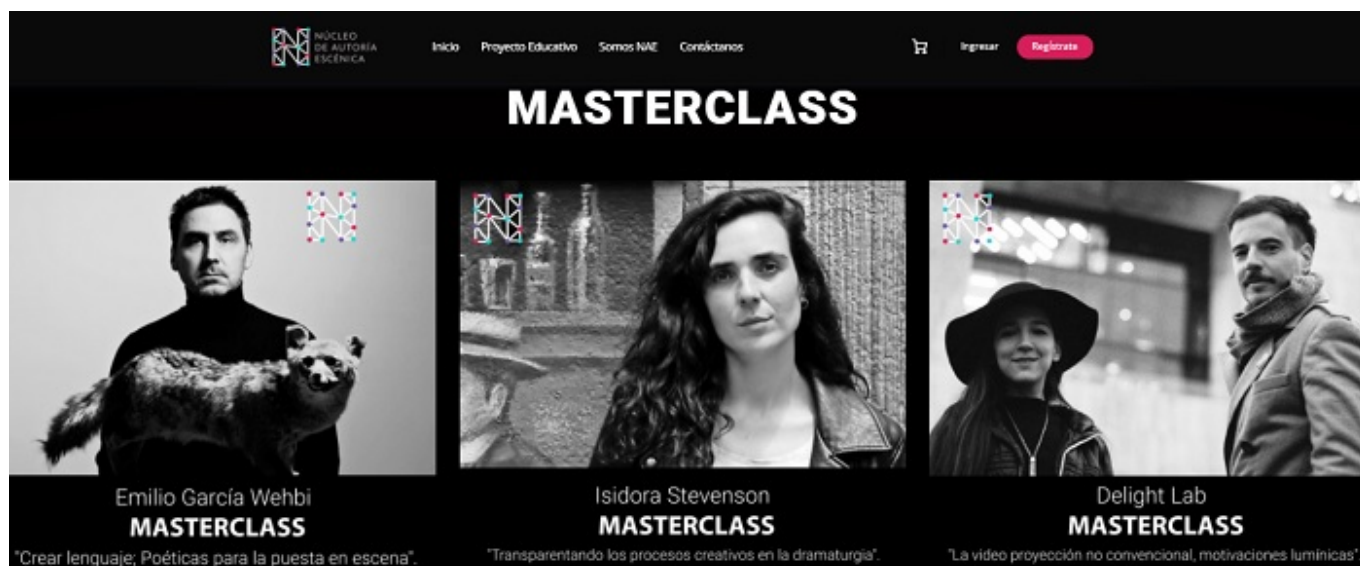 NÚCLEO
DE AUTORÍA
ESCÉNICA
Inicio Proyecto Educativo Somos NAE Contáctanos Ingresar Regístrate
MASTERCLASS
Emilio García Wehbi
MASTERCLASS
"Crear lenguaje; Poéticas para la puesta en escena".
Isidora Stevenson
MASTERCLASS
"Transparentando los procesos creativos en la dramaturgia".
Delight Lab
MASTERCLASS
"La video proyección no convencional, motivaciones lumínicas"